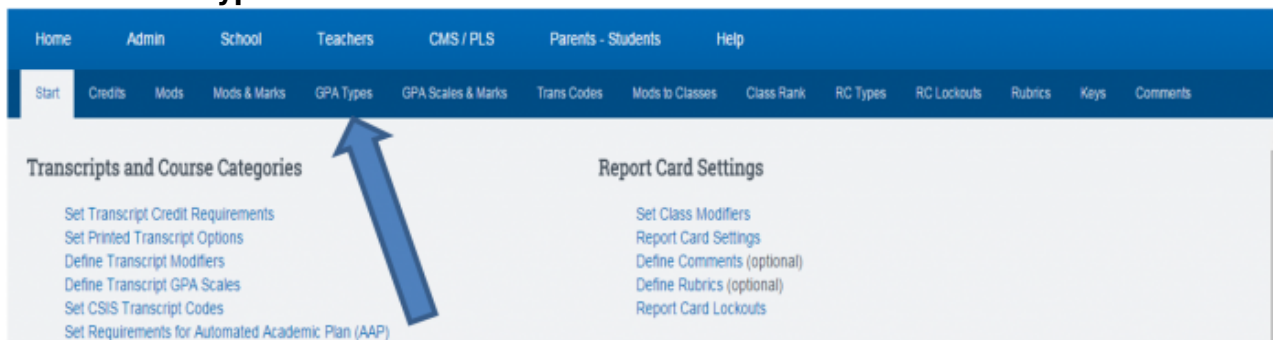 Home Admin School Teachers CMS / PLS Parents - Students Help
Start Credits Mods Mods & Marks GPA Types GPA Scales & Marks Trans Codes Mods to Classes Class Rank RC Types RC Lockouts Rubrics Keys Comments
Transcripts and Course Categories
Set Transcript Credit Requirements
Set Printed Transcript Options
Define Transcript Modifiers
Define Transcript GPA Scales
Set CSIS Transcript Codes
Set Requirements for Automated Academic Plan (AAP)
Report Card Settings
Set Class Modifiers
Report Card Settings
Define Comments (optional)
Define Rubrics (optional)
Report Card Lockouts